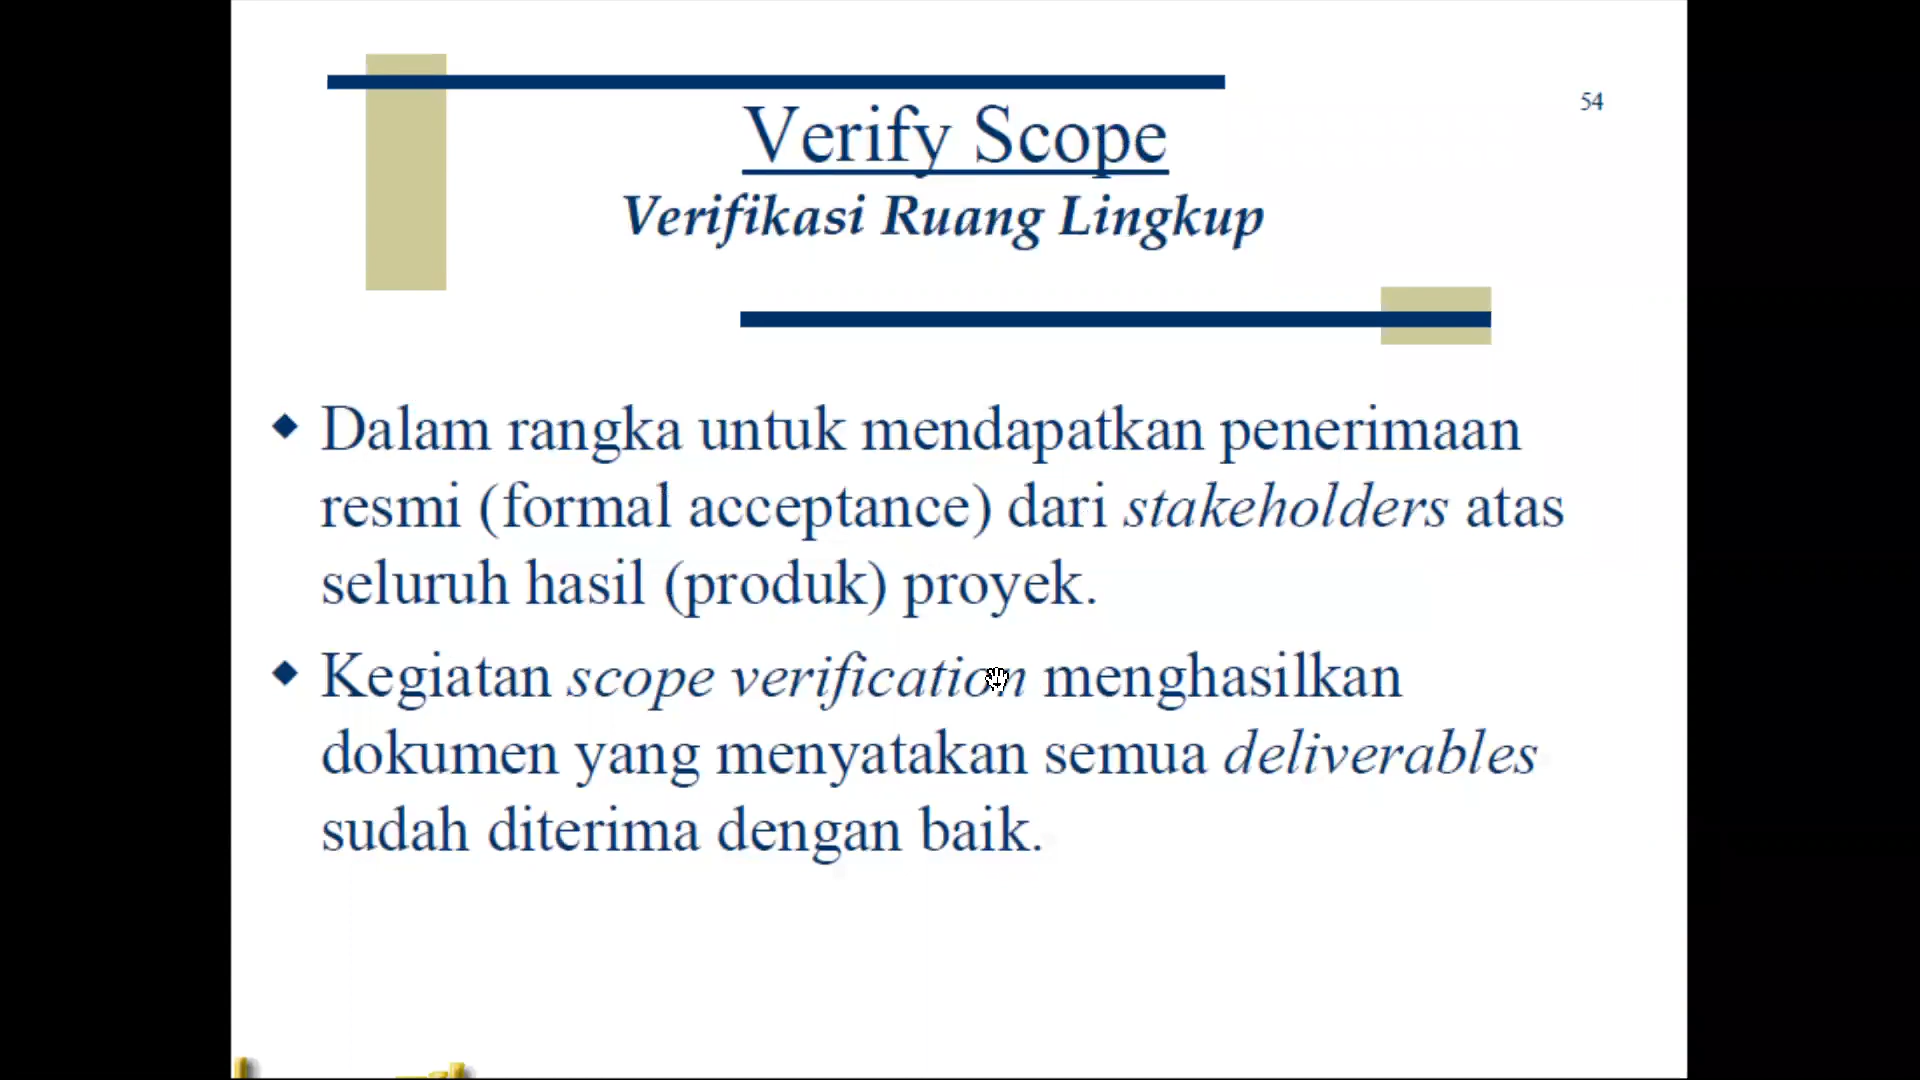 54
Verify Scope
Verifikasi Ruang Lingkup
Dalam rangka untuk mendapatkan penerimaan
resmi (formal acceptance) dari stakeholders atas
seluruh hasil (produk) proyek.
Kegiatan scope verification menghasilkan
dokumen yang menyatakan semua deliverables
sudah diterima dengan baik.